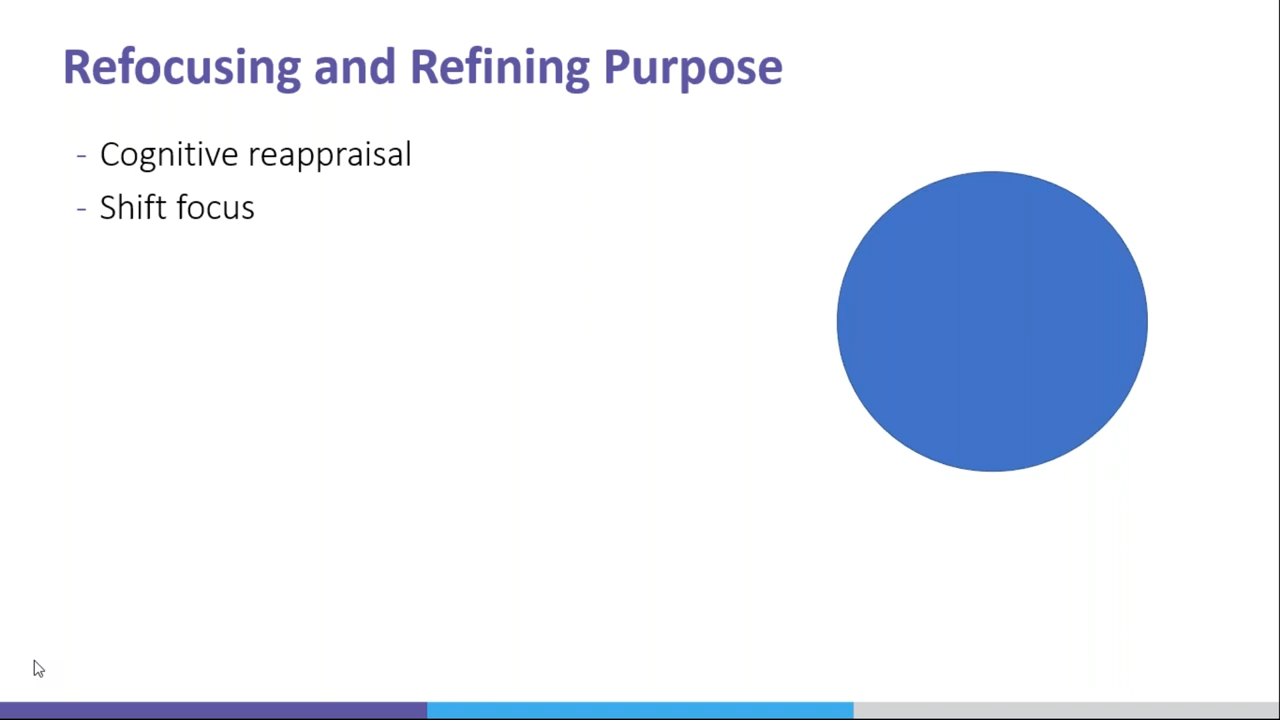 Refocusing and Refining Purpose
- Cognitive reappraisal
- Shift focus